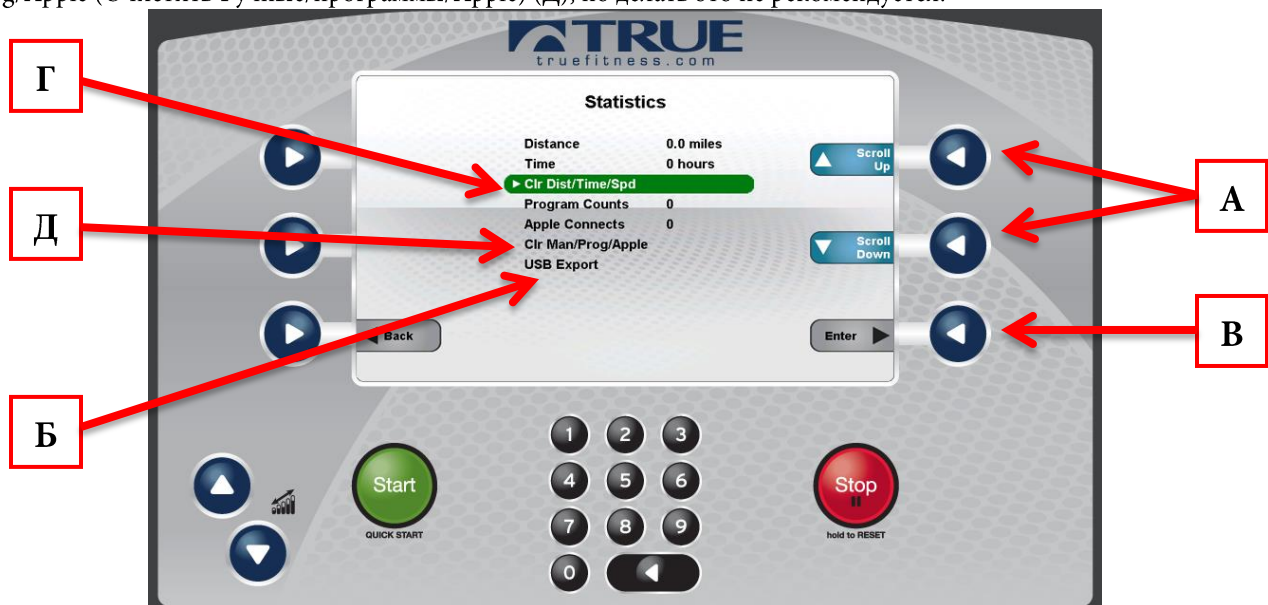 TRUE
truefitness.com
Г
Statistics
Distance 0.0 miles
Scroll Up
Time 0 hours
Clr Dist/Time/Spd
А
Program Counts 0
Д
Apple Connects 0
Clr Man/Prog/Apple
Scroll Down
USB Export
Back
Enter
В
Б
1 2 3
Start
4 5 6
Stop
QUICK START
7 8 9
hold to RESET
0